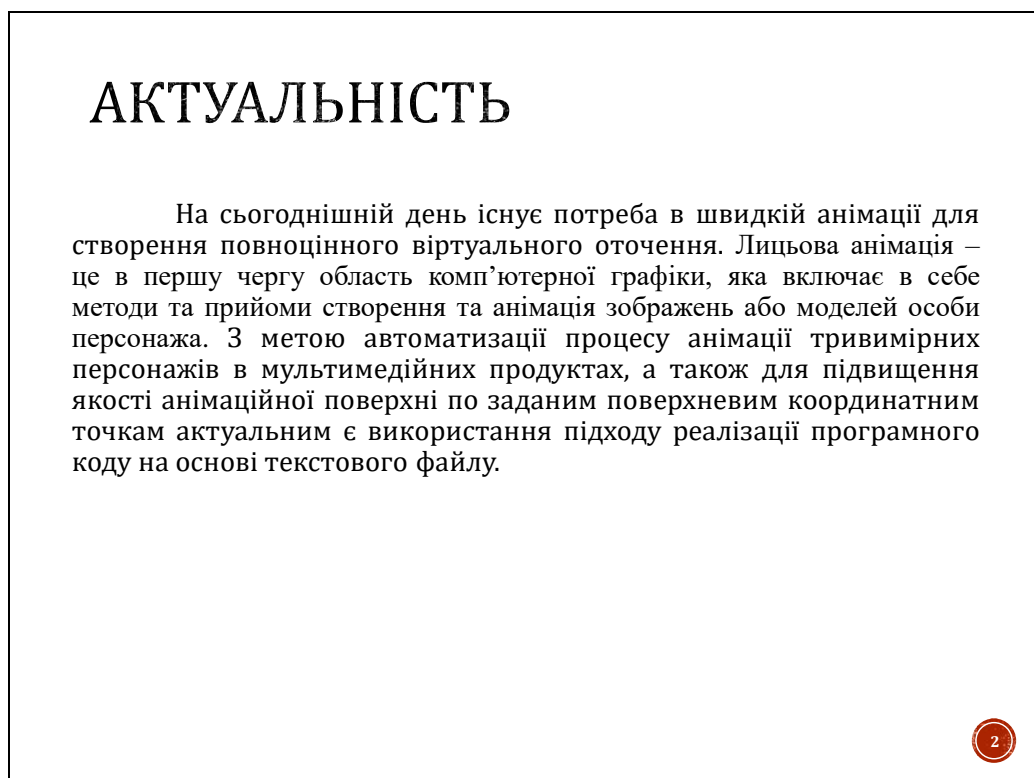 АКТУАЛЬНІСТЬ
На сьогоднішній день існує потреба в швидкій анімації для
створення повноцінного віртуального оточення. Лицьова анімація –
це в першу чергу область комп’ютерної графіки, яка включає в себе
методи та прийоми створення та анімація зображень або моделей особи
персонажа. З метою автоматизації процесу анімації тривимірних
персонажів в мультимедійних продуктах, а також для підвищення
якості анімаційної поверхні по заданим поверхневим координатним
точкам актуальним є використання підходу реалізації програмного
коду на основі текстового файлу.
2